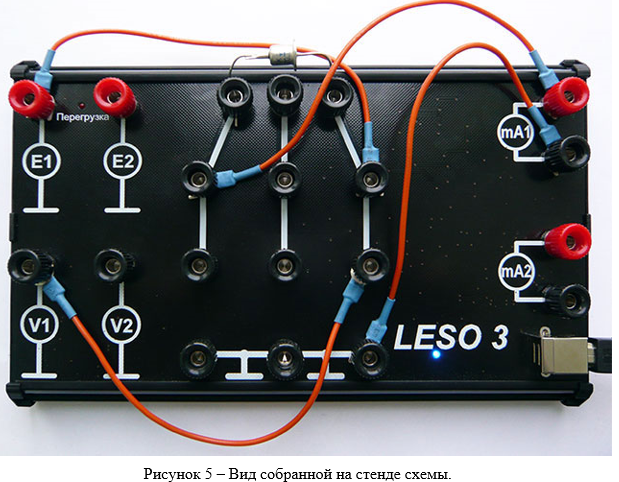 Перегрузка
E1
E2
mA1
mA2
V1
V2
LESO 3
Рисунок 5 – Вид собранной на стенде схемы.